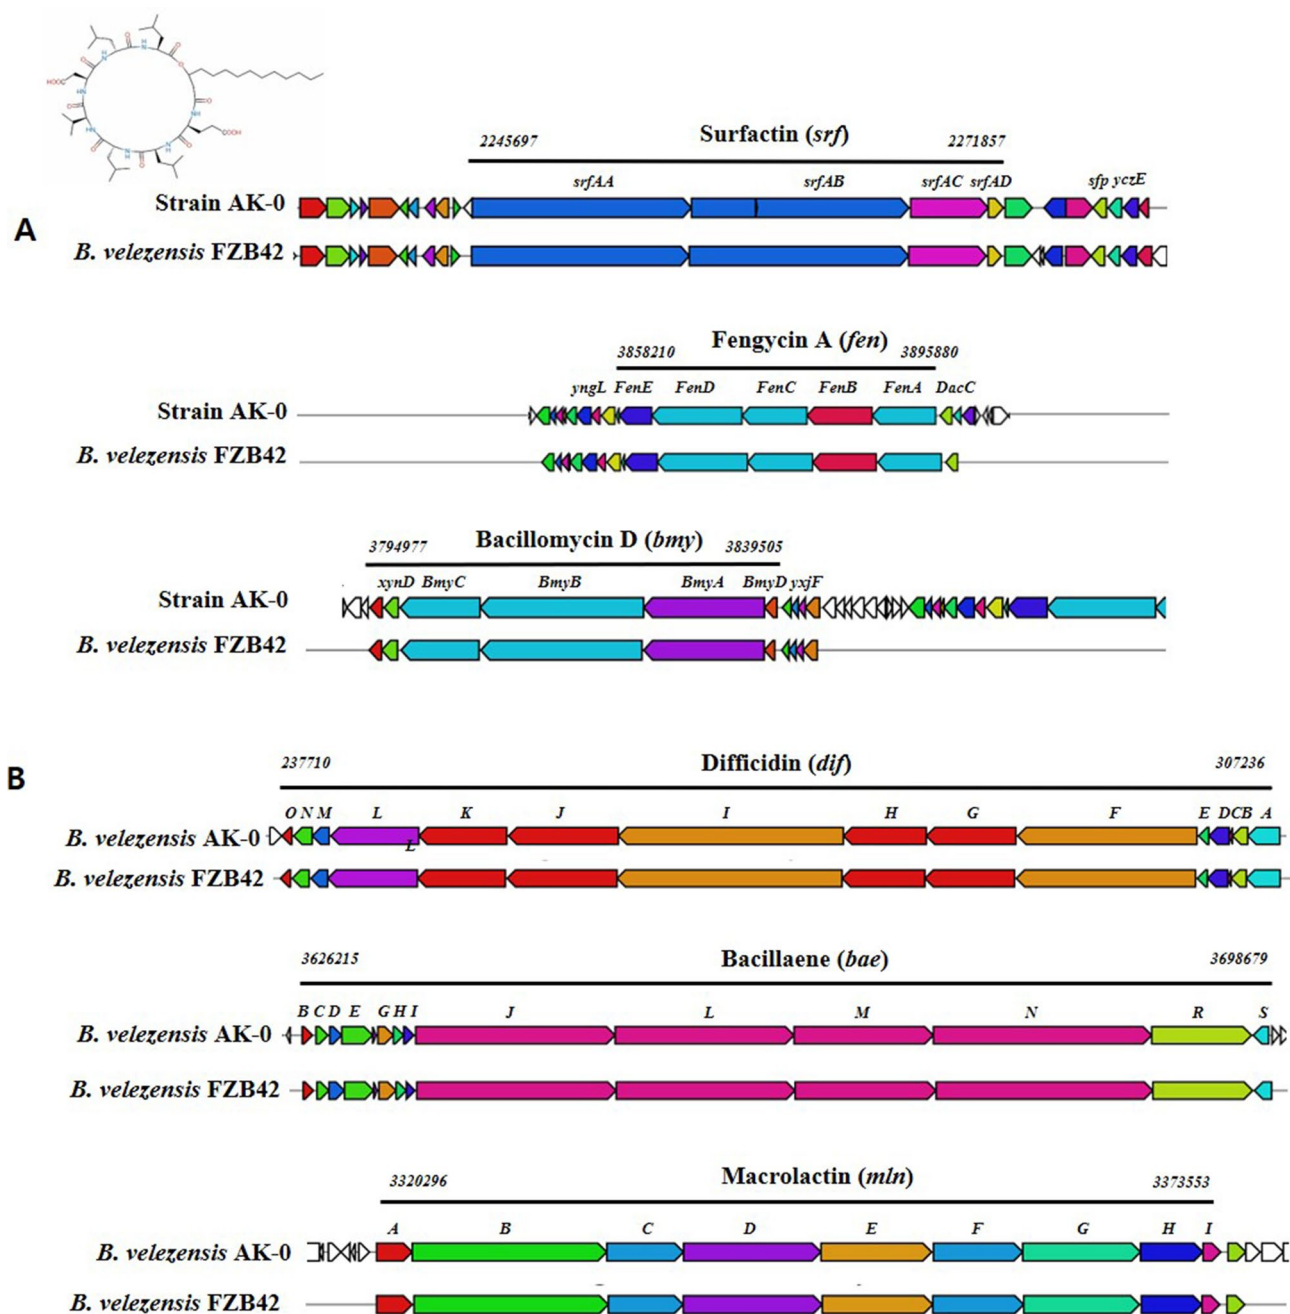 HOOC
COOH
A
Surfactin (srf)
2245697 2271857
srfAA srfAB srfAC srfAD sfp yczE
Strain AK-0
B. velezensis FZB42
Fengycin A (fen)
3858210 3895880
yngL FenE FenD FenC FenB FenA DacC
Strain AK-0
B. velezensis FZB42
Bacillomycin D (bmy)
3794977 3839505
xynD BmyC BmyB BmyA BmyD yxjF
Strain AK-0
B. velezensis FZB42
B
Difficidin (dif)
237710 307236
O N M L K J I H G F E D C B A
B. velezensis AK-0
L
B. velezensis FZB42
Bacillaene (bae)
3626215 3698679
B C D E G H I J L M N R S
B. velezensis AK-0
B. velezensis FZB42
Macrolactin (mln)
3320296 3373553
A B C D E F G H I
B. velezensis AK-0
B. velezensis FZB42